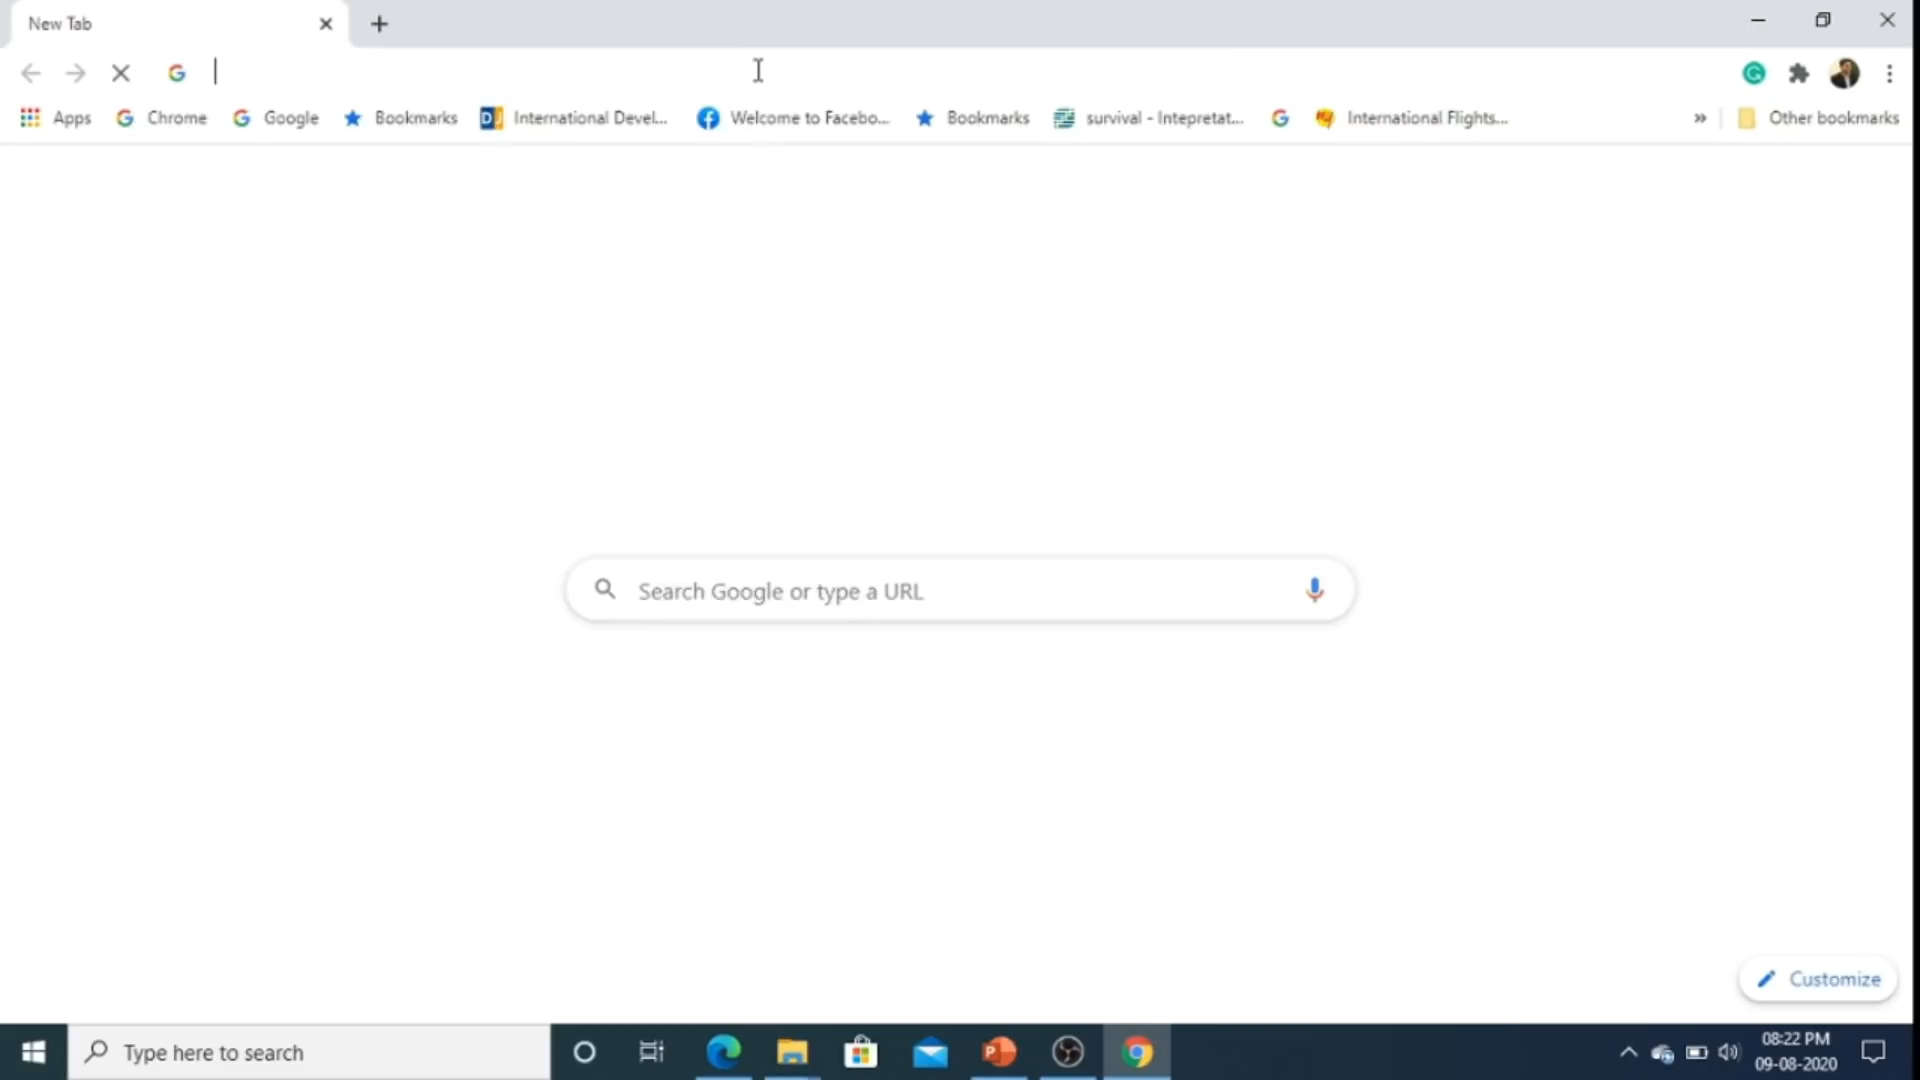 New Tab
Apps Chrome Google Bookmarks International Devel... Welcome to Facebo... Bookmarks survival - Intepretat... International Flights... » Other bookmarks
Search Google or type a URL
Customize
Type here to search
08:22 PM
09-08-2020